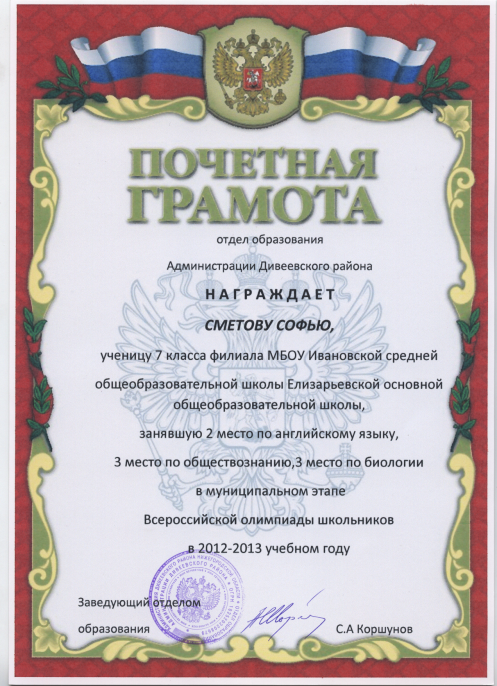 ПОЧЕТНАЯ
ГРАМОТА
отдел образования
Администрации Дивеевского района
НАГРАЖДАЕТ
СМЕТОВУ СОФЬЮ,
ученицу 7 класса филиала МБОУ Ивановской средней
общеобразовательной школы Елизарьевской основной
общеобразовательной школы,
занявшую 2 место по английскому языку,
3 место по обществознанию,3 место по биологии
в муниципальном этапе
Всероссийской олимпиады школьников
в 2012-2013 учебном году
Заведующий отделом
образования
С.А Коршунов